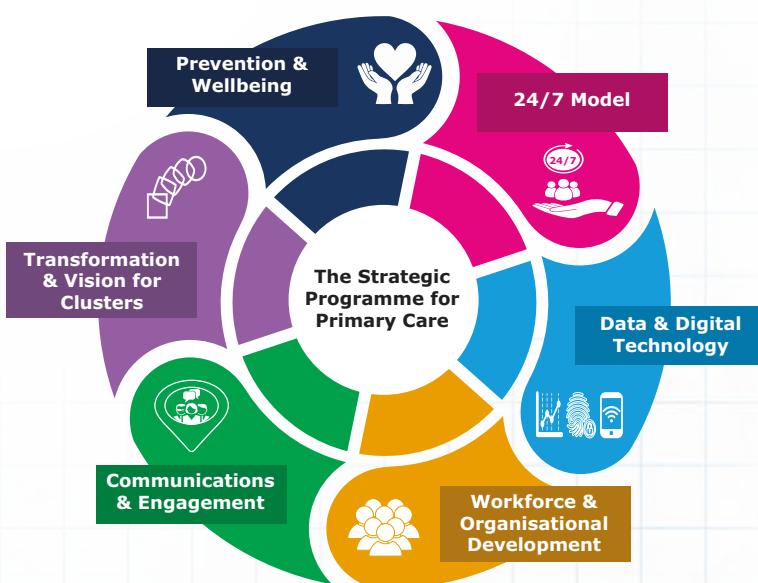 Prevention &
Wellbeing
24/7 Model
24/7
Transformation
& Vision for
Clusters
The Strategic
Programme for
Primary Care
Data & Digital
Technology
Communications
& Engagement
Workforce &
Organisational
Development